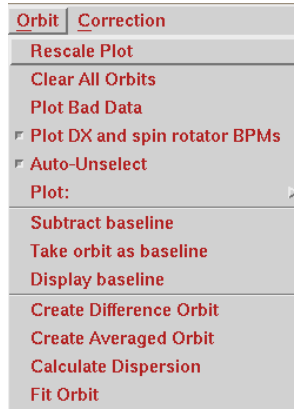 Orbit Correction
Rescale Plot
Clear All Orbits
Plot Bad Data
Plot DX and spin rotator BPMs
Auto-Unselect
Plot:
Subtract baseline
Take orbit as baseline
Display baseline
Create Difference Orbit
Create Averaged Orbit
Calculate Dispersion
Fit Orbit